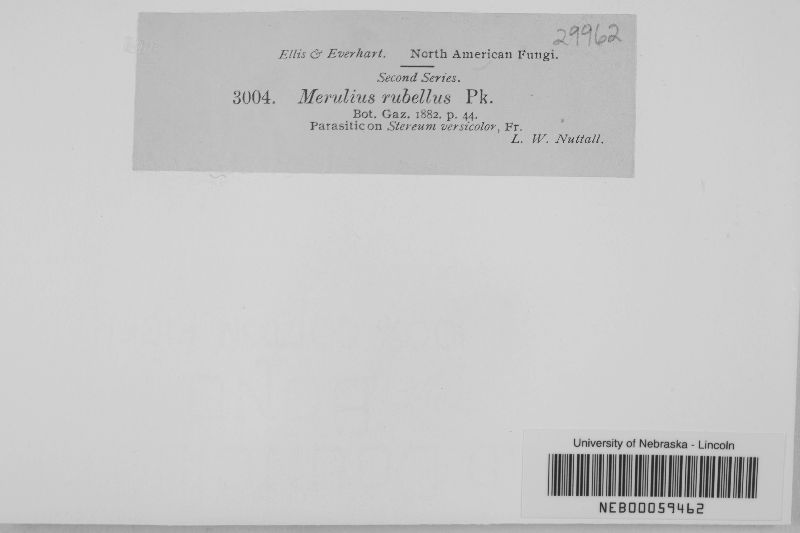 29962
Ellis & Everhart. North American Fungi.
Second Series.
3004. Merulius rubellus Pk.
Bot. Gaz. 1882. p. 44.
Parasitic on Stereum versicolor, Fr.
L. W. Nuttall.
University of Nebraska - Lincoln
NEB00059462